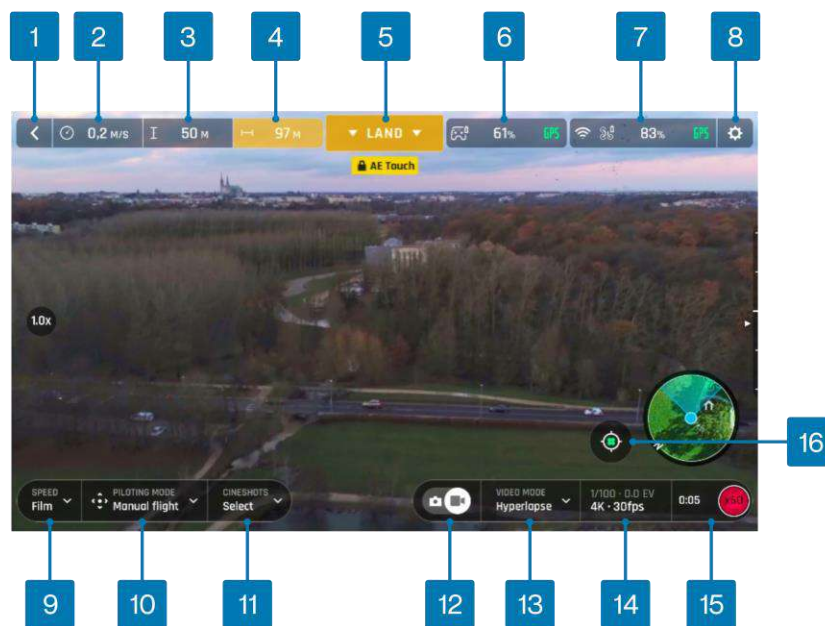 1 2 3 4 5 6 7 8
0,2 M/S 50 M 97 M LAND 61% GPS 83% GPS
AE Touch
1.0x
16
SPEED PILOTING MODE CINESHOTS VIDEO MODE 1/100 · 0.0 EV
Film Manual flight Select Hyperlapse 4K · 30fps 0:05 x60
9 10 11 12 13 14 15